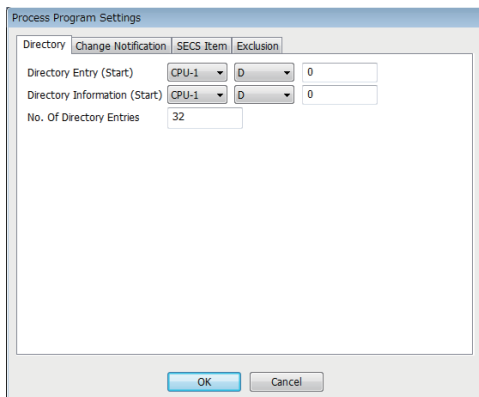 Process Program Settings
Directory Change Notification SECS Item Exclusion
Directory Entry (Start) CPU-1 D 0
Directory Information (Start) CPU-1 D 0
No. Of Directory Entries 32
OK Cancel